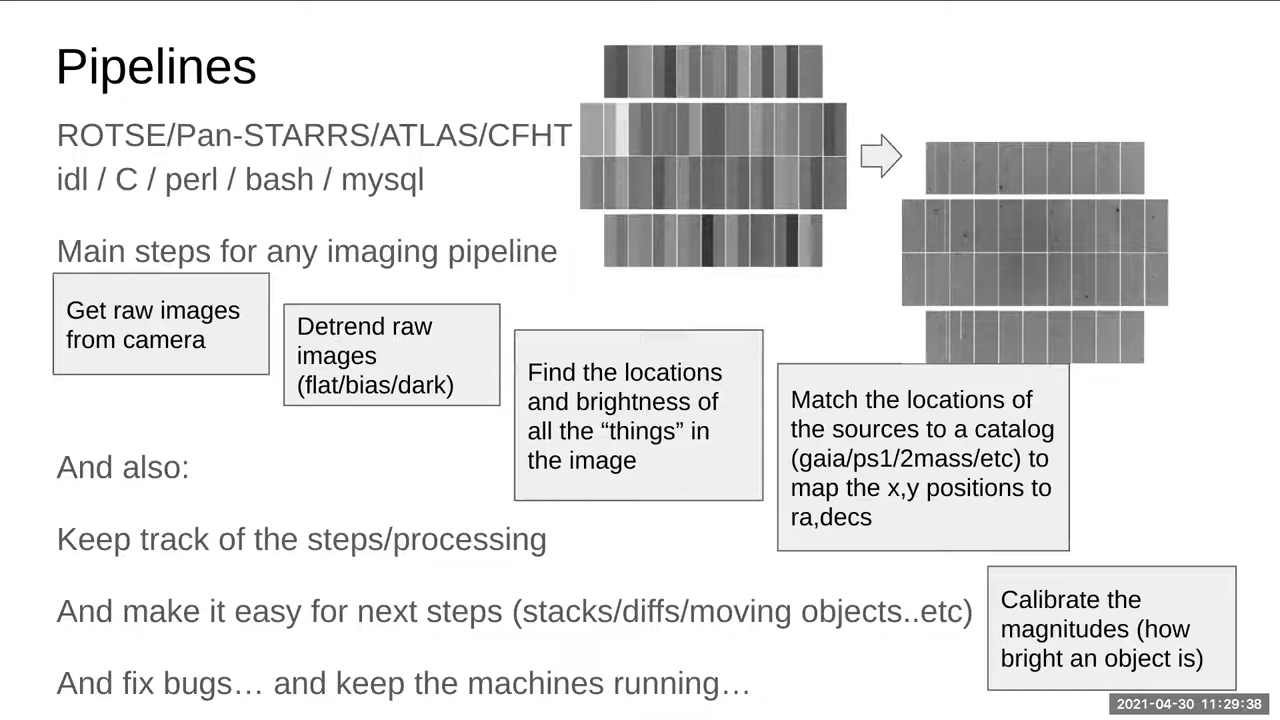 Pipelines
ROTSE/Pan-STARRS/ATLAS/CFHT
idl / C / perl / bash / mysql
Main steps for any imaging pipeline
Get raw images
from camera
Detrend raw
images
(flat/bias/dark)
Find the locations
and brightness of
all the “things” in
the image
Match the locations of
the sources to a catalog
(gaia/ps1/2mass/etc) to
map the x,y positions to
ra,decs
Calibrate the
magnitudes (how
bright an object is)
And also:
Keep track of the steps/processing
And make it easy for next steps (stacks/diffs/moving objects..etc)
And fix bugs… and keep the machines running…
2021-04-30 11:29:38